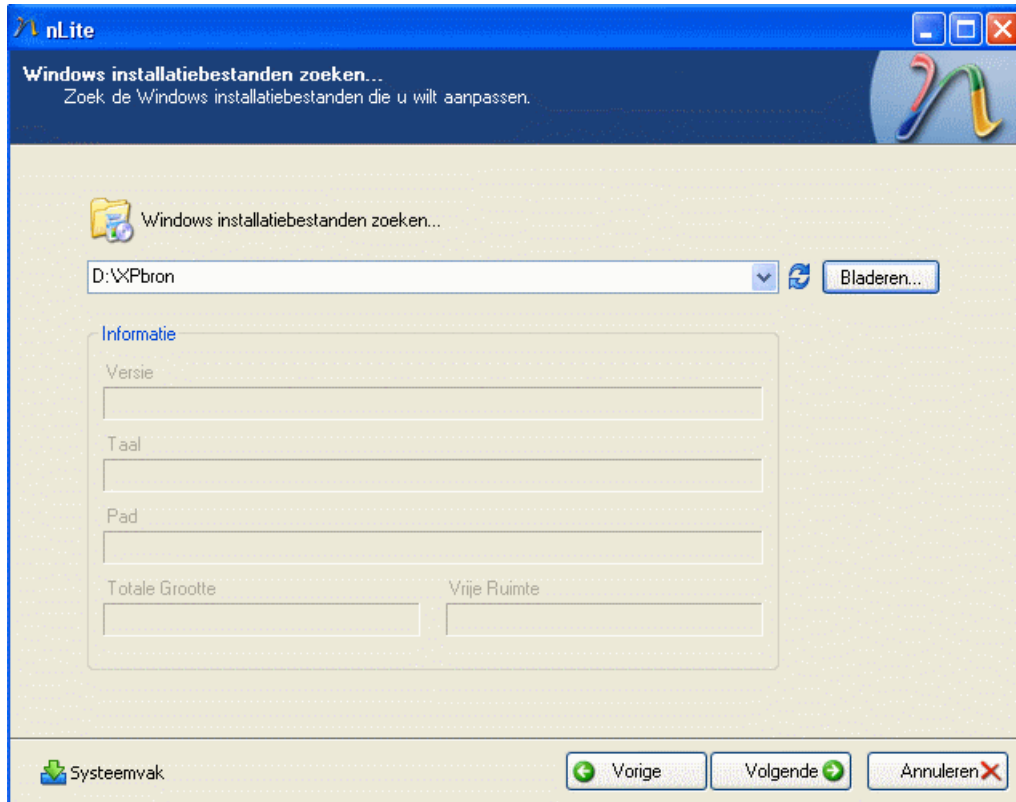 nLite
Windows installatiebestanden zoeken...
Zoek de Windows installatiebestanden die u wilt aanpassen.
Windows installatiebestanden zoeken...
D:\XPbron
Bladeren...
Informatie
Versie
Taal
Pad
Totale Grootte Vrije Ruimte
Systeemvak Vorige Volgende Annuleren